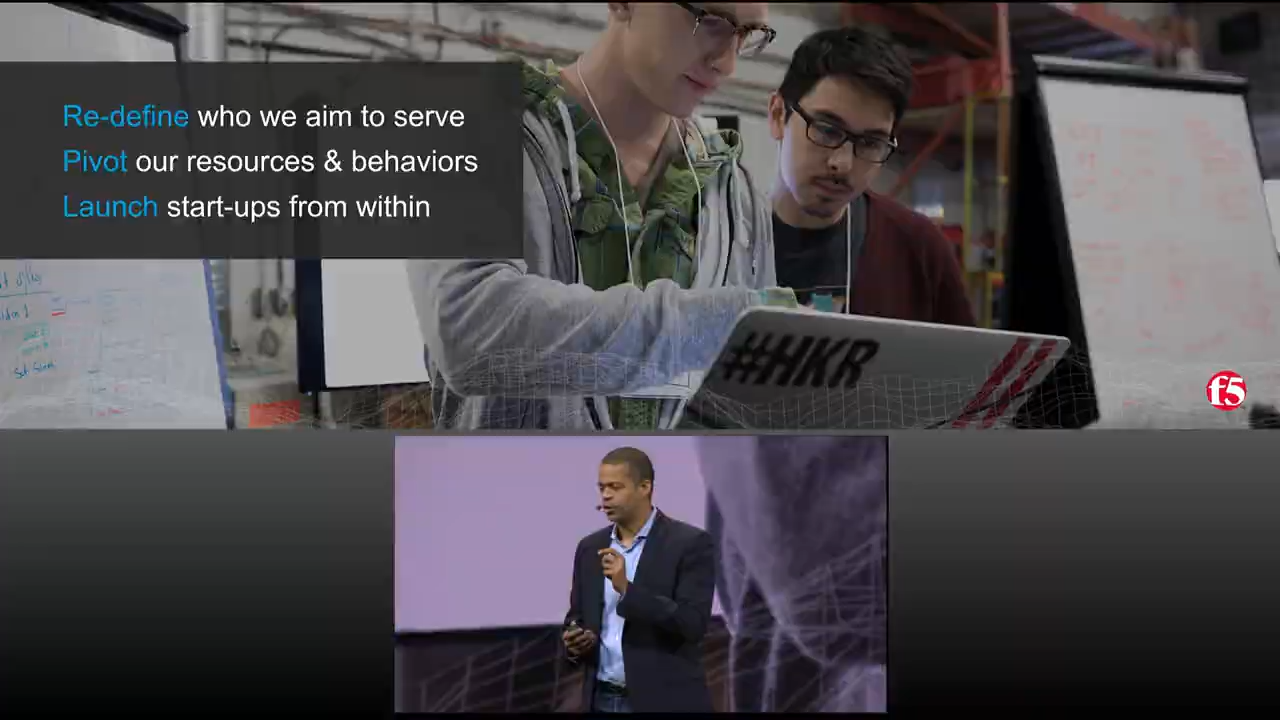 Re-define who we aim to serve
Pivot our resources & behaviors
Launch start-ups from within
#HKR
f5